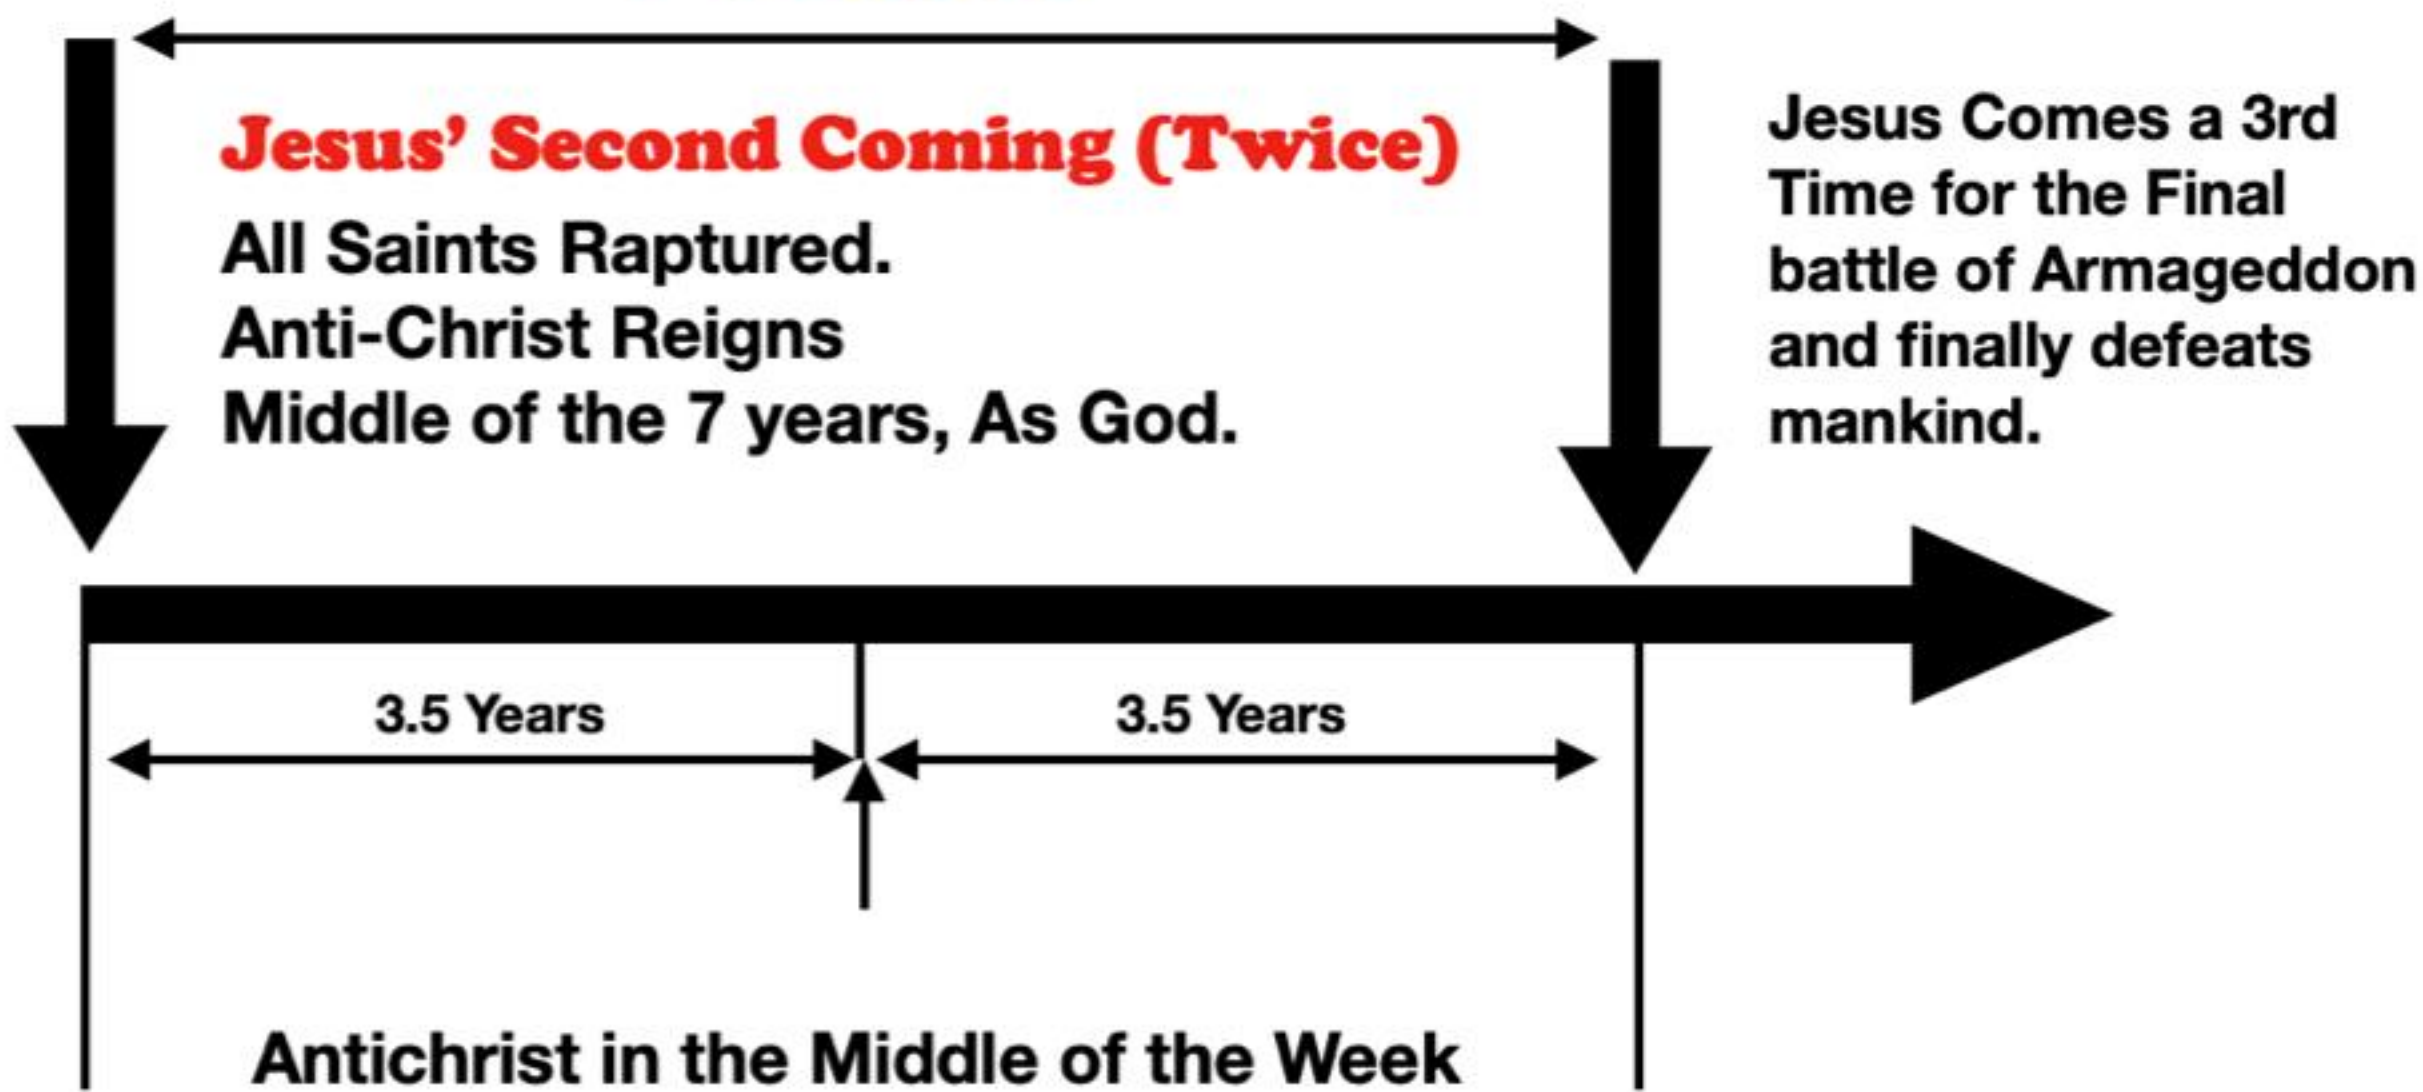 Jesus’ Second Coming (Twice)
All Saints Raptured.
Anti-Christ Reigns
Middle of the 7 years, As God.
Jesus Comes a 3rd
Time for the Final
battle of Armageddon
and finally defeats
mankind.
3.5 Years
3.5 Years
Antichrist in the Middle of the Week